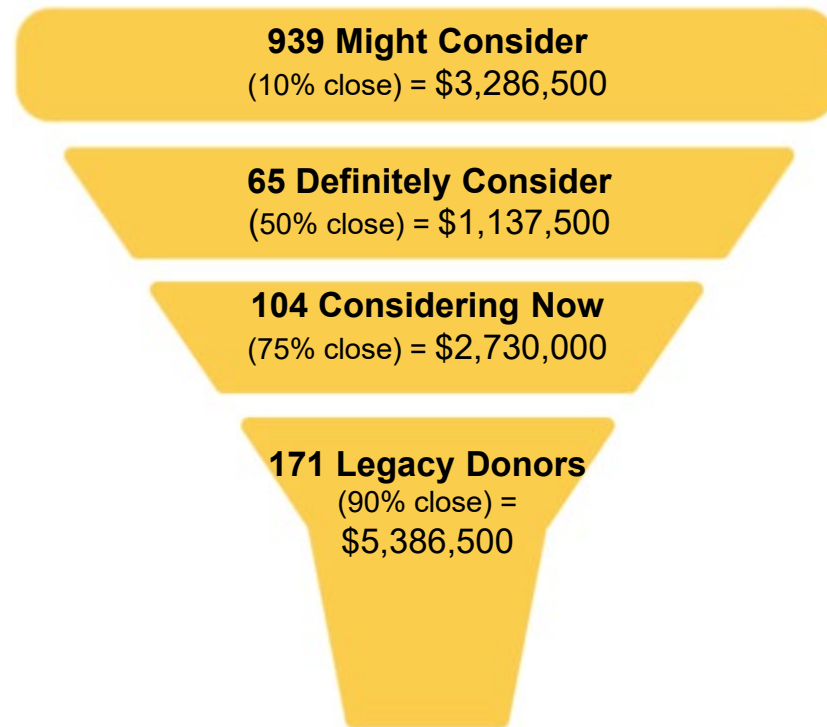 939 Might Consider
(10% close) = $3,286,500
65 Definitely Consider
(50% close) = $1,137,500
104 Considering Now
(75% close) = $2,730,000
171 Legacy Donors
(90% close) =
$5,386,500